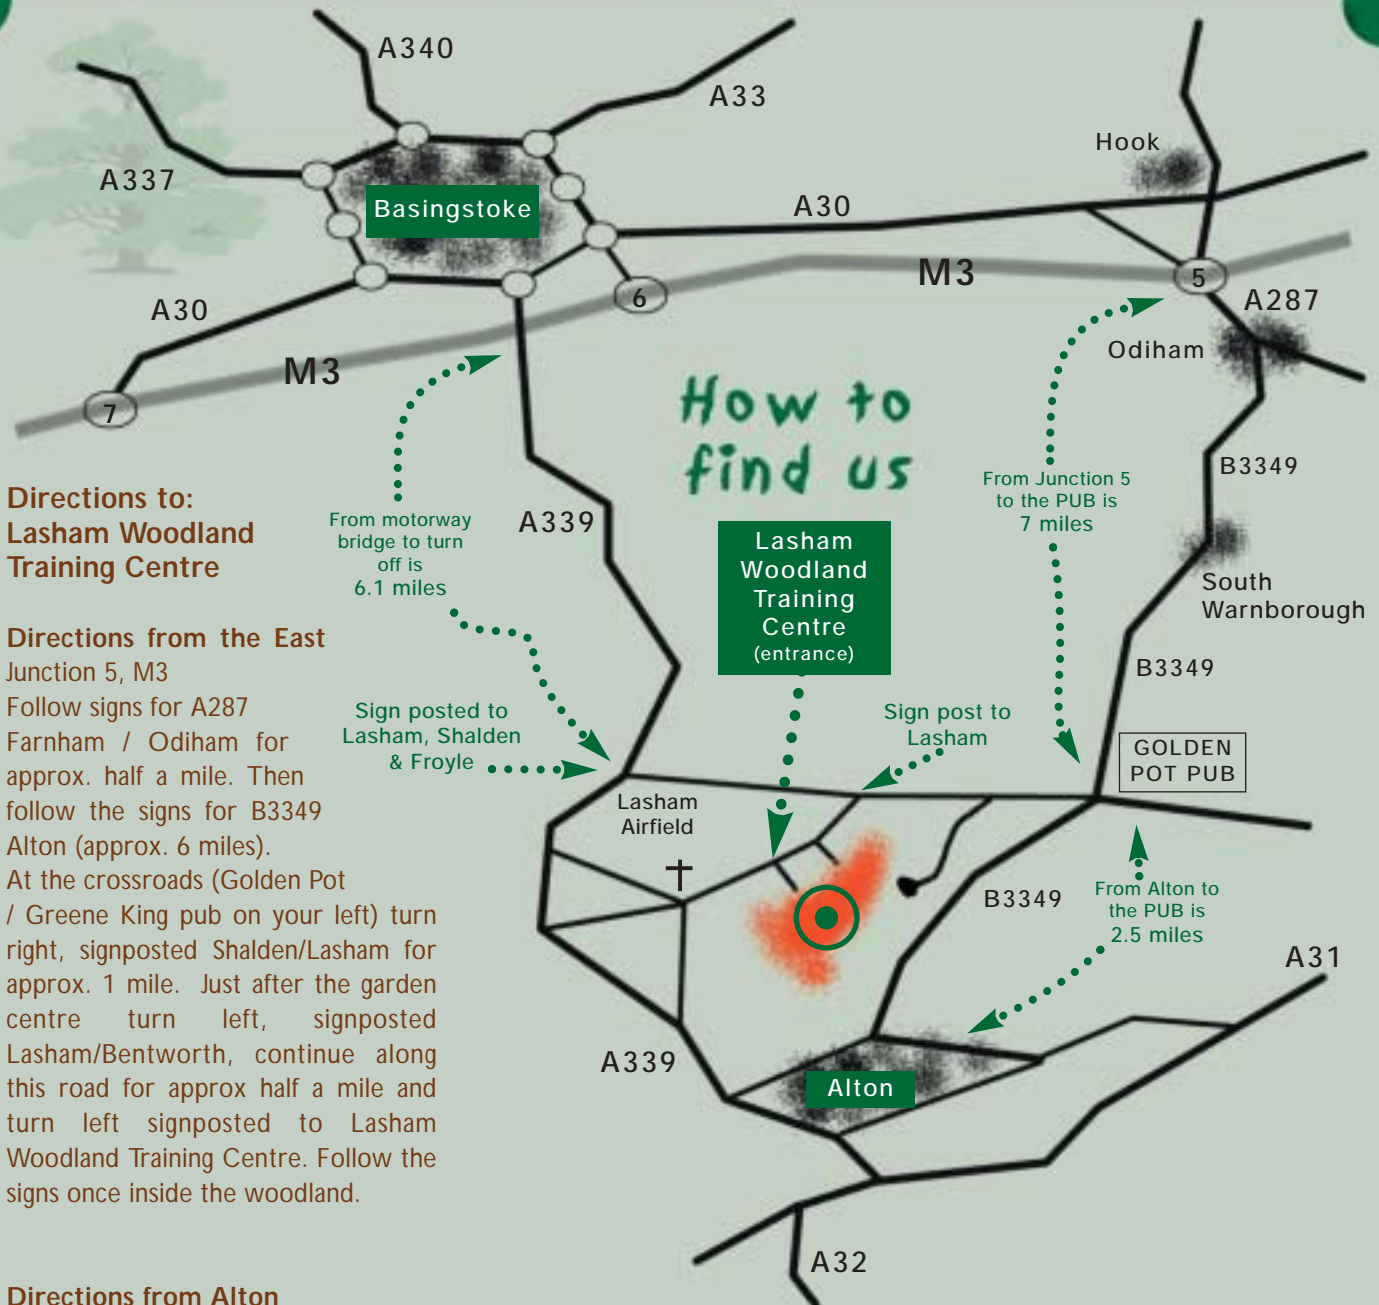 A340
A33
A337
Hook
Basingstoke
A30
M3
6
5
A287
A30
Odiham
M3
7
How to
find us
B3349
From Junction 5
to the PUB is
7 miles
Directions to:
Lasham Woodland
Training Centre
From motorway
bridge to turn
off is
6.1 miles
A339
Lasham
Woodland
Training
Centre
(entrance)
South
Warnborough
B3349
Directions from the East
Junction 5, M3
Follow signs for A287
Farnham / Odiham for
approx. half a mile. Then
follow the signs for B3349
Alton (approx. 6 miles).
At the crossroads (Golden Pot
/ Greene King pub on your left) turn
right, signposted Shalden/Lasham for
approx. 1 mile. Just after the garden
centre turn left, signposted
Lasham/Bentworth, continue along
this road for approx half a mile and
turn left signposted to Lasham
Woodland Training Centre. Follow the
signs once inside the woodland.
Sign posted to
Lasham, Shalden
& Froyle
Sign post to
Lasham
GOLDEN
POT PUB
Lasham
Airfield
B3349
From Alton to
the PUB is
2.5 miles
A31
A339
Alton
A32
Directions from Alton